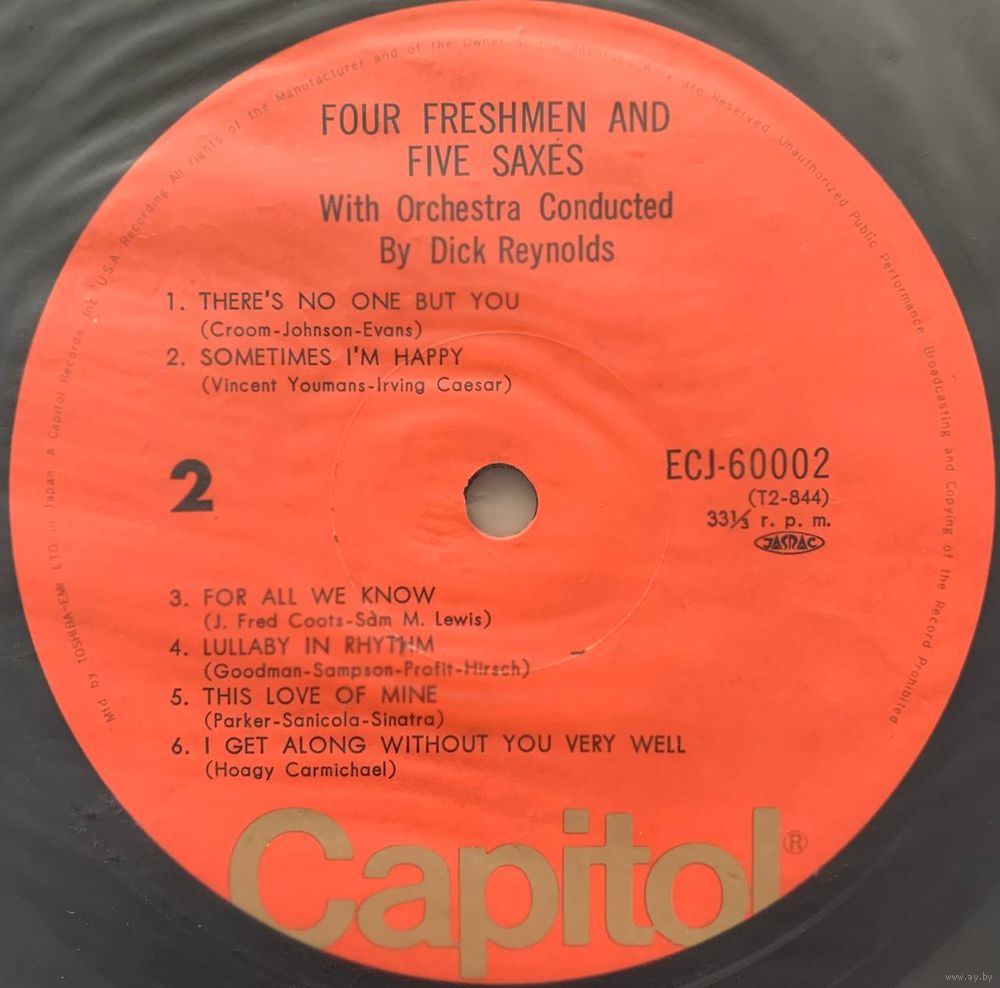 FOUR FRESHMEN AND
FIVE SAXES
With Orchestra Conducted
By Dick Reynolds
1. THERE'S NO ONE BUT YOU
(Croom-Johnson-Evans)
2. SOMETIMES I'M HAPPY
(Vincent Youmans-Irving Caesar)
2
ECJ-60002
(T2-844)
33⅓ r. p. m.
JASRAC
3. FOR ALL WE KNOW
(J. Fred Coots-Sam M. Lewis)
4. LULLABY IN RHYTHM
(Goodman-Sampson-Profit-Hirsch)
5. THIS LOVE OF MINE
(Parker-Sanicola-Sinatra)
6. I GET ALONG WITHOUT YOU VERY WELL
(Hoagy Carmichael)
Capitol®
Mfd by TOSHIBA-EMI LTD. in Japan A Capitol Records Inc. U.S.A. Recording All rights of the Manufacturer and of the Owner of the Recorded Work are Reserved Unauthorized Public Performance, Broadcasting and Copying of the Record Prohibited
www.ay.by